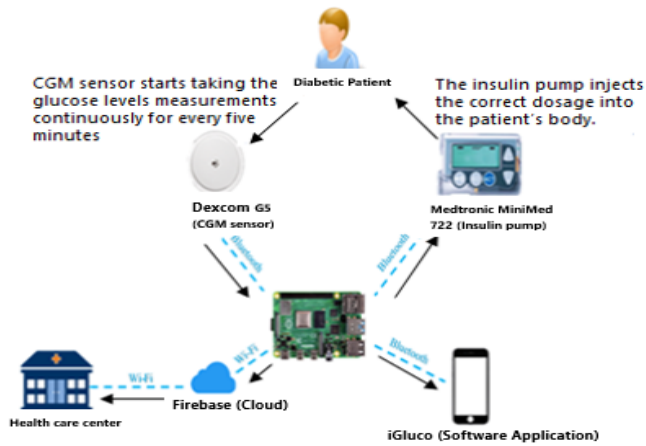 Diabetic Patient
CGM sensor starts taking the
glucose levels measurements
continuously for every five
minutes
The insulin pump injects
the correct dosage into
the patient's body.
Dexcom G5
(CGM sensor)
Medtronic MiniMed
722 (Insulin pump)
Bluetooth
Bluetooth
Wi-Fi
Bluetooth
Wi-Fi
Firebase (Cloud)
Health care center
iGluco (Software Application)